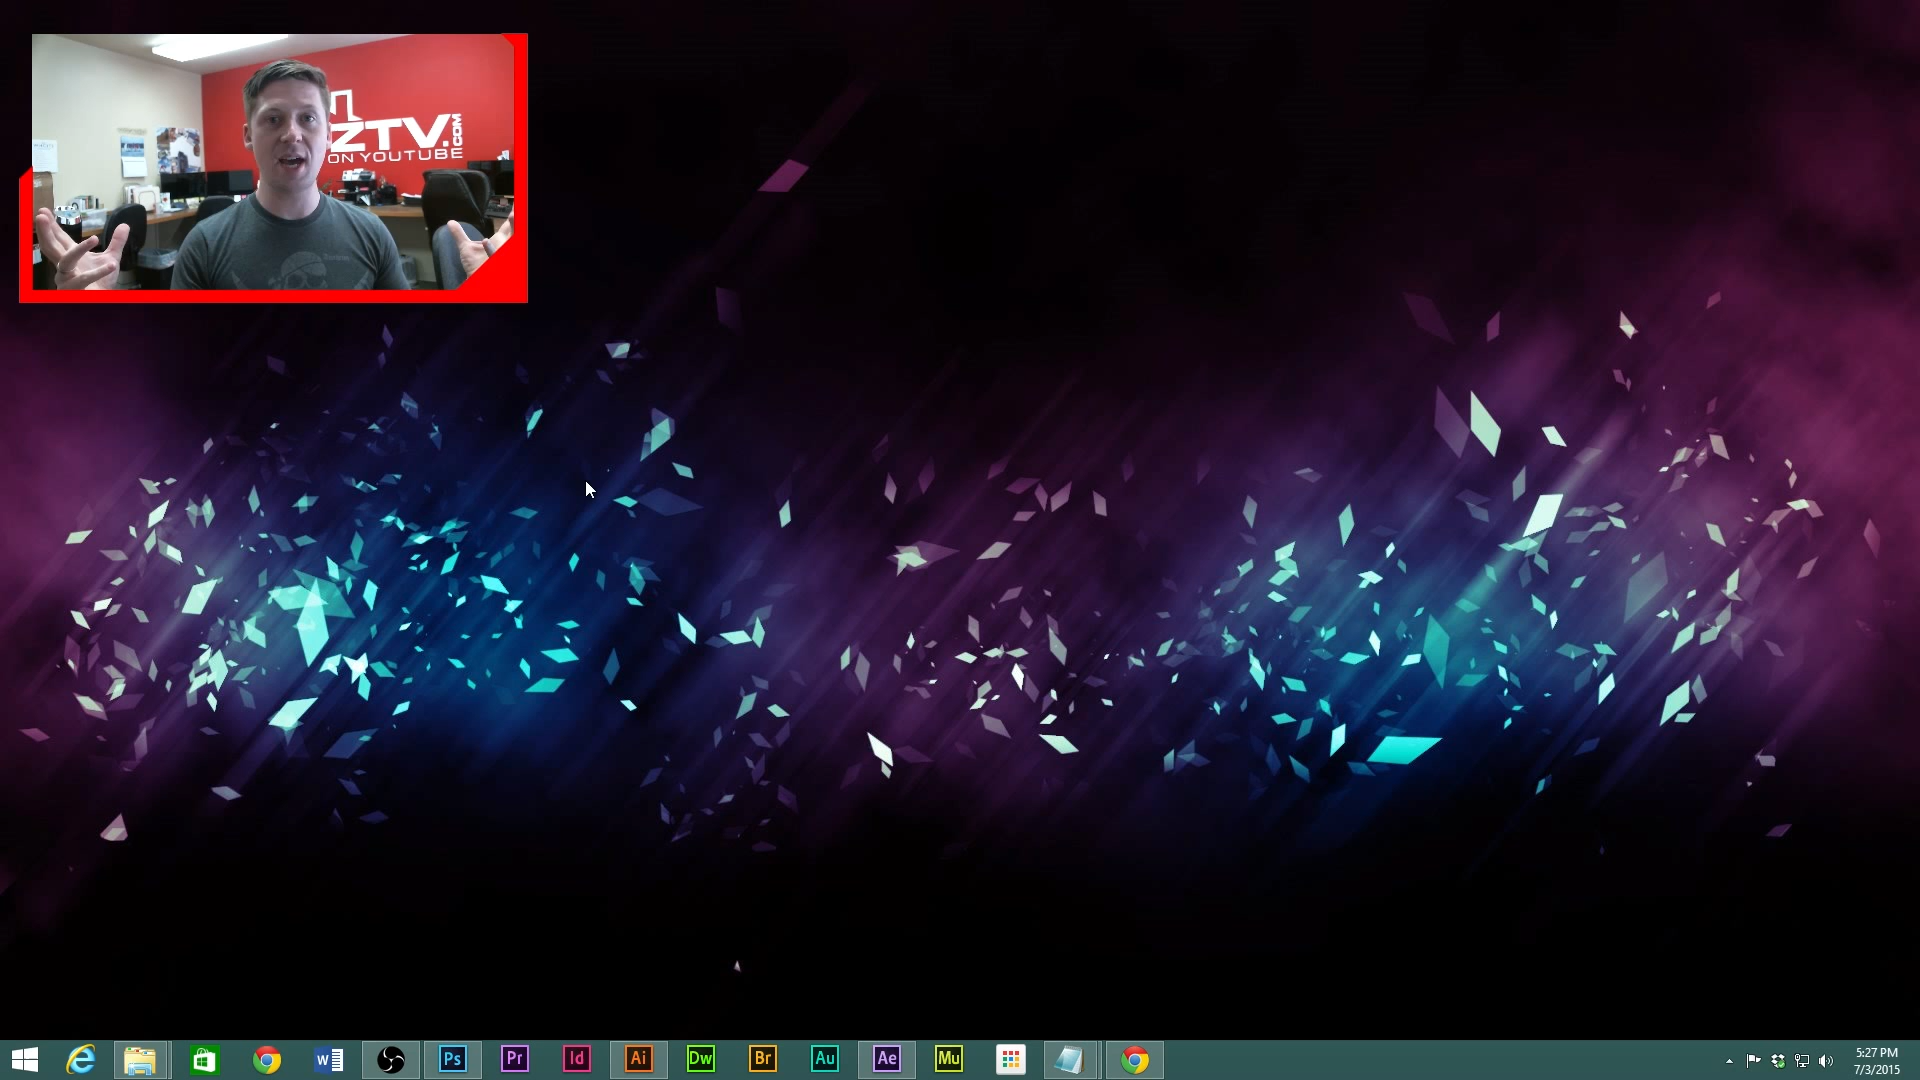 ZTV.COM
ON YOUTUBE
W
Ps
Pr
Id
Ai
Dw
Br
Au
Ae
Mu
5:27 PM
7/3/2015